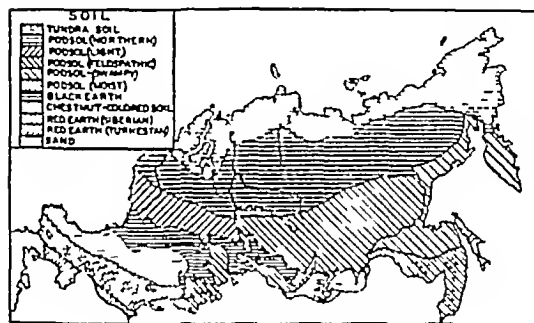 SOIL
TUNDRA SOIL
PODSOL (NORTHERN)
PODSOL (LIGHT)
PODSOL (FELDSPATHIC)
PODSOL-SWAMPY
PODSOL (MOIST)
BLACK EARTH
CHESTNUT-COLORED SOIL
RED EARTH (SIBERIAN)
RED EARTH (TURKESTAN)
SAND